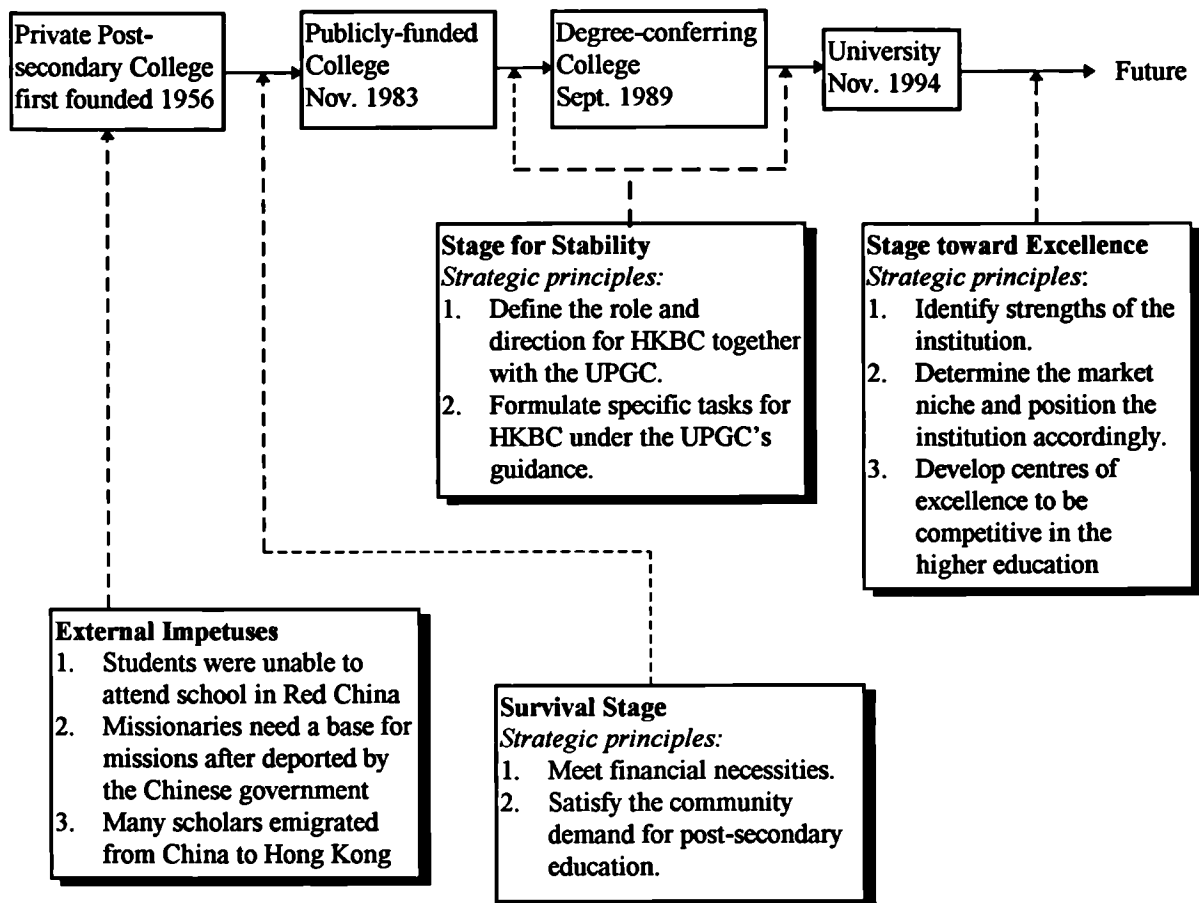 Private Post-
secondary College
first founded 1956
Publicly-funded
College
Nov. 1983
Degree-conferring
College
Sept. 1989
University
Nov. 1994
Future
Stage for Stability
Strategic principles:
1. Define the role and
direction for HKBC together
with the UPGC.
2. Formulate specific tasks for
HKBC under the UPGC's
guidance.
Stage toward Excellence
Strategic principles:
1. Identify strengths of the
institution.
2. Determine the market
niche and position the
institution accordingly.
3. Develop centres of
excellence to be
competitive in the
higher education
External Impetuses
1. Students were unable to
attend school in Red China
2. Missionaries need a base for
missions after deported by
the Chinese government
3. Many scholars emigrated
from China to Hong Kong
Survival Stage
Strategic principles:
1. Meet financial necessities.
2. Satisfy the community
demand for post-secondary
education.